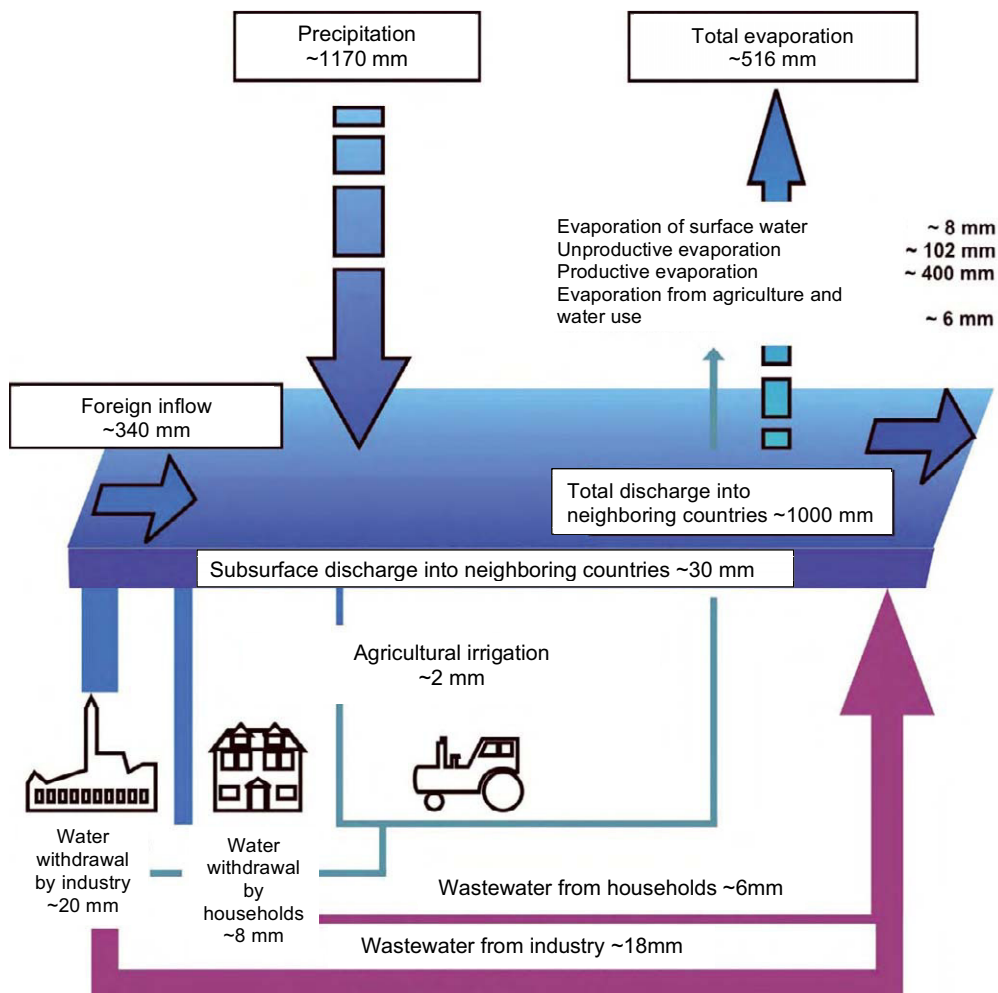 Precipitation
~1170 mm
Total evaporation
~516 mm
Evaporation of surface water ~ 8 mm
Unproductive evaporation ~ 102 mm
Productive evaporation ~ 400 mm
Evaporation from agriculture and
water use ~ 6 mm
Foreign inflow
~340 mm
Total discharge into
neighboring countries ~1000 mm
Subsurface discharge into neighboring countries ~30 mm
Agricultural irrigation
~2 mm
Water
withdrawal
by industry
~20 mm
Water
withdrawal
by
households
~8 mm
Wastewater from households ~6mm
Wastewater from industry ~18mm